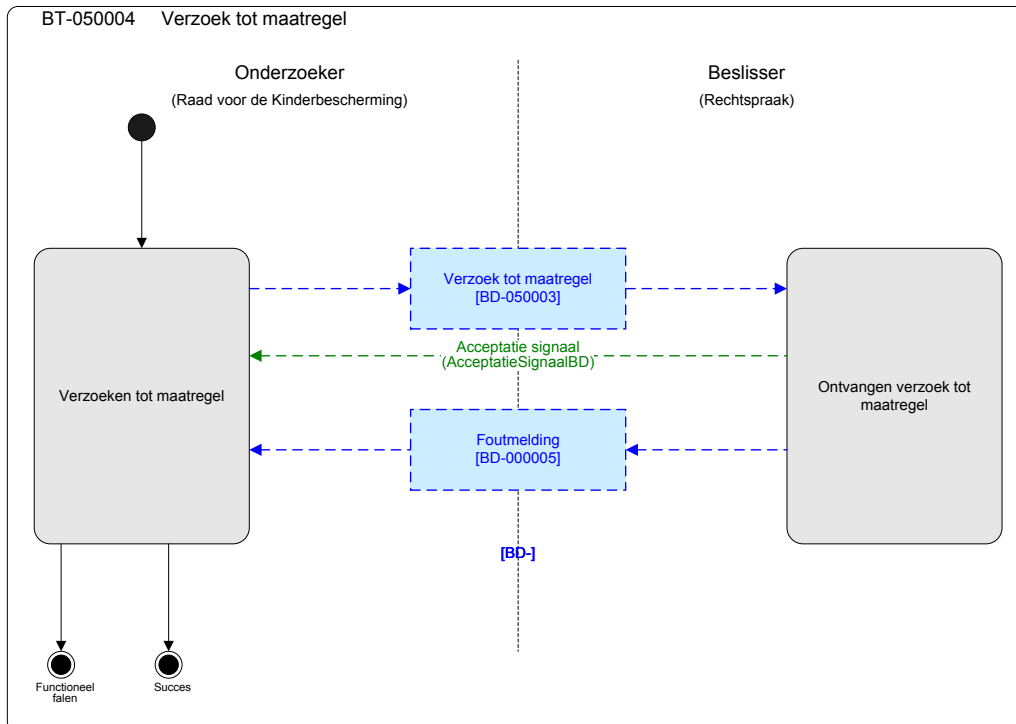 BT-050004 Verzoek tot maatregel
Onderzoeker
(Raad voor de Kinderbescherming)
Beslisser
(Rechtspraak)
Verzoek tot maatregel
[BD-050003]
Acceptatie signaal
(AcceptatieSignaalBD)
Verzoeken tot maatregel
Ontvangen verzoek tot
maatregel
Foutmelding
[BD-000005]
[BD-]
Functioneel
falen
Succes